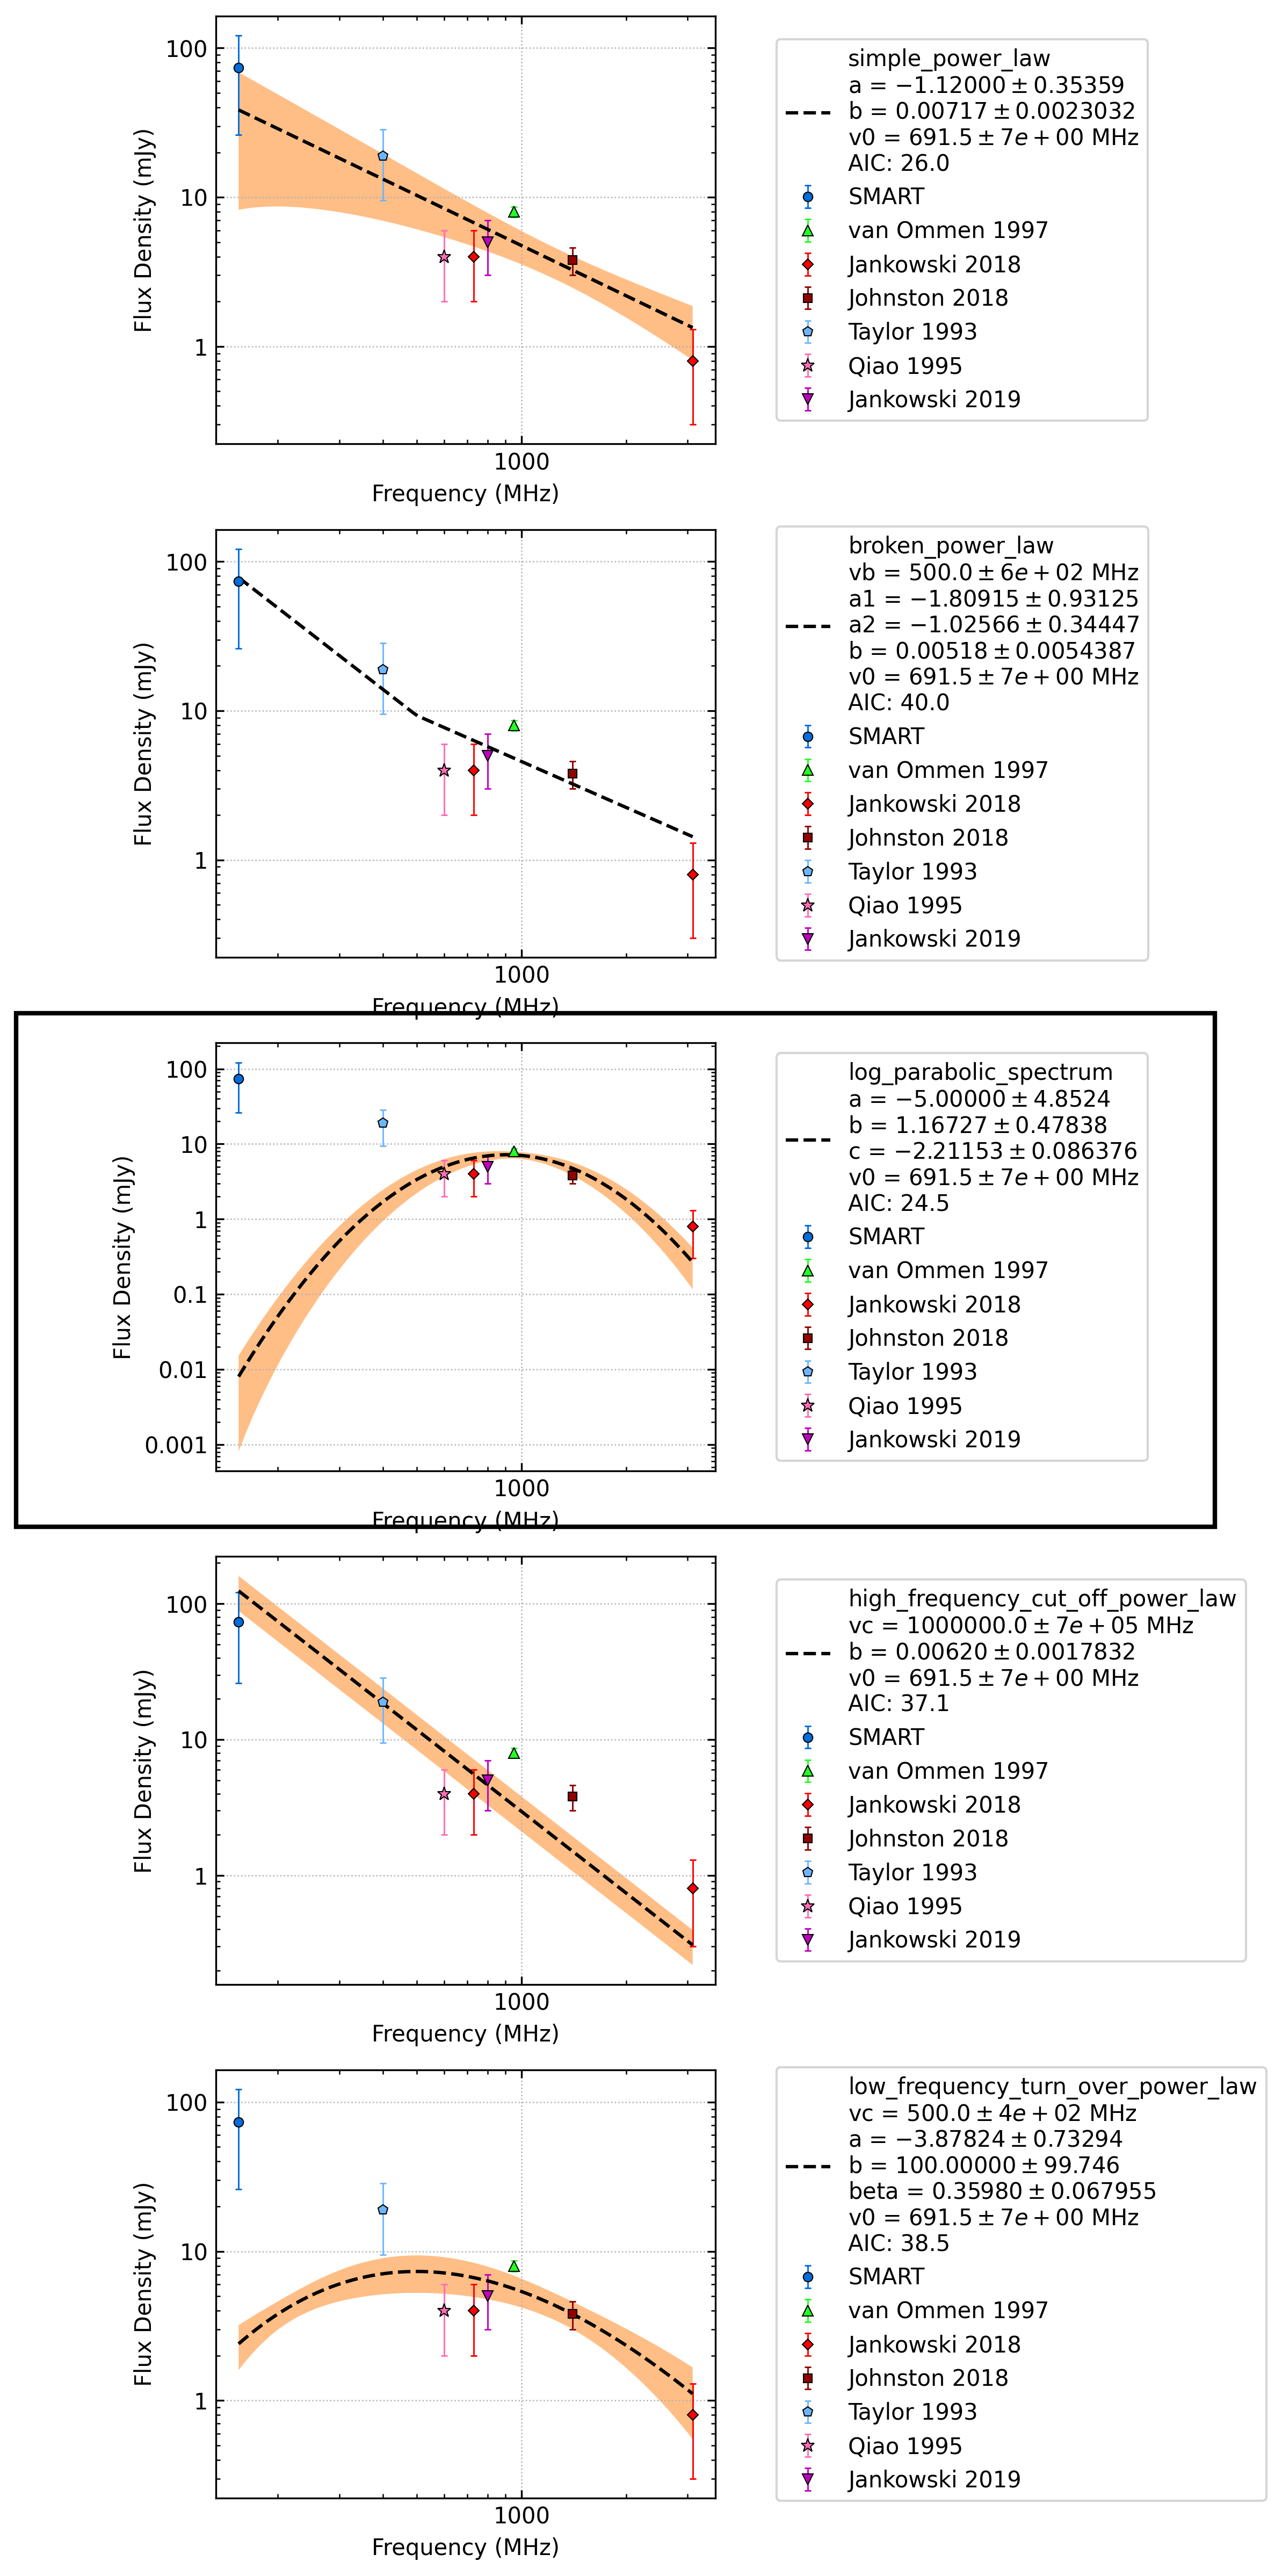 100
10
1
Flux Density (mJy)
1000
Frequency (MHz)
simple_power_law
a = −1.12000 ± 0.35359
b = 0.00717 ± 0.0023032
v0 = 691.5 ± 7e + 00 MHz
AIC: 26.0
SMART
van Ommen 1997
Jankowski 2018
Johnston 2018
Taylor 1993
Qiao 1995
Jankowski 2019
100
10
1
Flux Density (mJy)
1000
Frequency (MHz)
broken_power_law
vb = 500.0 ± 6e + 02 MHz
a1 = −1.80915 ± 0.93125
a2 = −1.02566 ± 0.34447
b = 0.00518 ± 0.0054387
v0 = 691.5 ± 7e + 00 MHz
AIC: 40.0
SMART
van Ommen 1997
Jankowski 2018
Johnston 2018
Taylor 1993
Qiao 1995
Jankowski 2019
100
10
1
0.1
0.01
0.001
Flux Density (mJy)
1000
Frequency (MHz)
log_parabolic_spectrum
a = −5.00000 ± 4.8524
b = 1.16727 ± 0.47838
c = −2.21153 ± 0.086376
v0 = 691.5 ± 7e + 00 MHz
AIC: 24.5
SMART
van Ommen 1997
Jankowski 2018
Johnston 2018
Taylor 1993
Qiao 1995
Jankowski 2019
100
10
1
Flux Density (mJy)
1000
Frequency (MHz)
high_frequency_cut_off_power_law
vc = 1000000.0 ± 7e + 05 MHz
b = 0.00620 ± 0.0017832
v0 = 691.5 ± 7e + 00 MHz
AIC: 37.1
SMART
van Ommen 1997
Jankowski 2018
Johnston 2018
Taylor 1993
Qiao 1995
Jankowski 2019
100
10
1
Flux Density (mJy)
1000
Frequency (MHz)
low_frequency_turn_over_power_law
vc = 500.0 ± 4e + 02 MHz
a = −3.87824 ± 0.73294
b = 100.00000 ± 99.746
beta = 0.35980 ± 0.067955
v0 = 691.5 ± 7e + 00 MHz
AIC: 38.5
SMART
van Ommen 1997
Jankowski 2018
Johnston 2018
Taylor 1993
Qiao 1995
Jankowski 2019